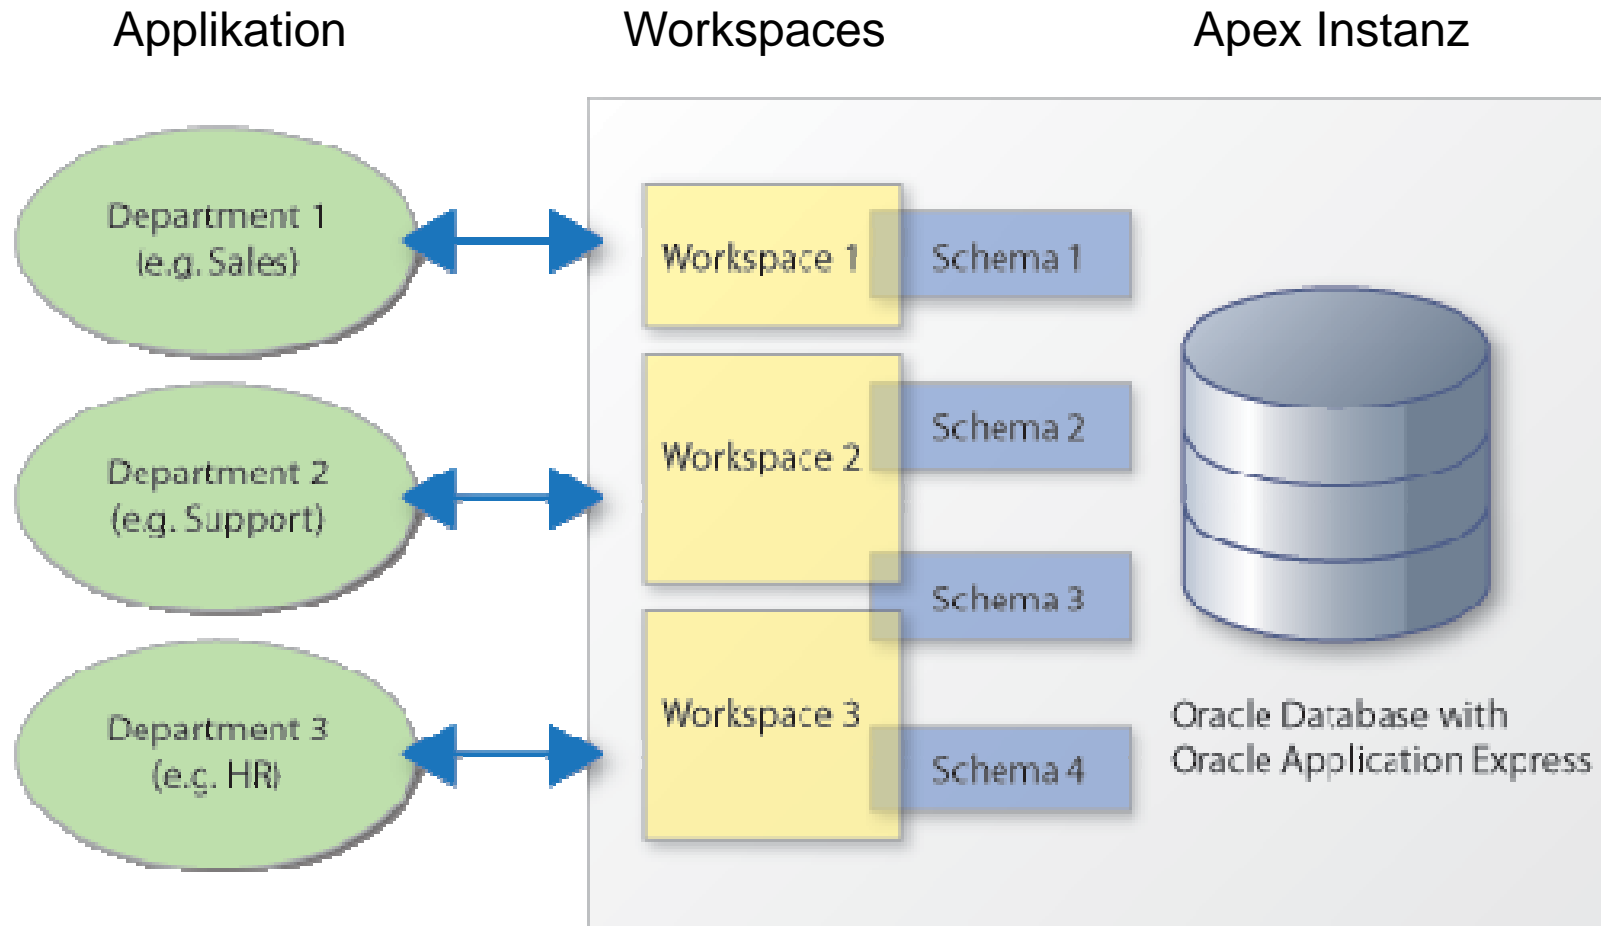 Applikation
Workspaces
Apex Instanz
Department 1
(e.g. Sales)
Workspace 1
Schema 1
Department 2
(e.g. Support)
Workspace 2
Schema 2
Schema 3
Department 3
(e.g. HR)
Workspace 3
Schema 4
Oracle Database with
Oracle Application Express